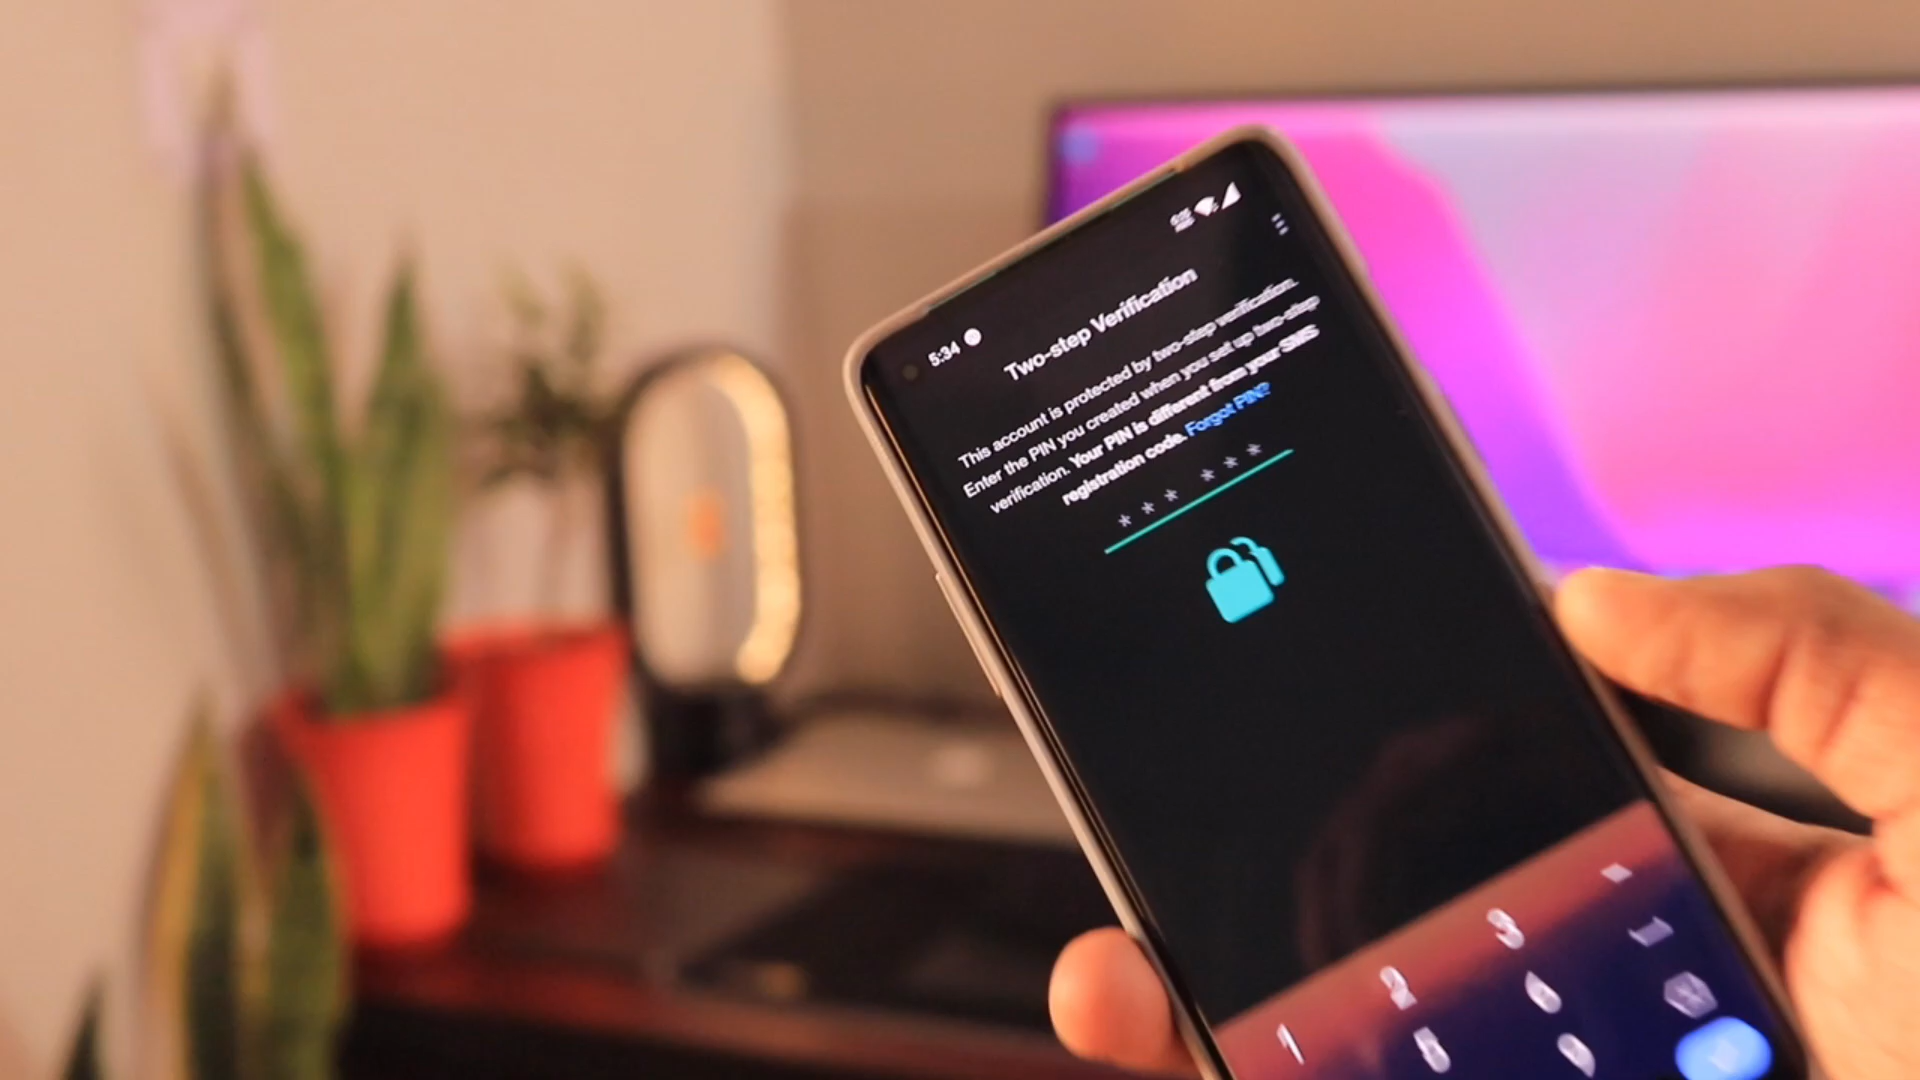 5:34
Two-step Verification
This account is protected by two-step verification.
Enter the PIN you created when you set up two-step
verification. Your PIN is different from your SMS
registration code. Forgot PIN?
* * * * * *
1 2 3